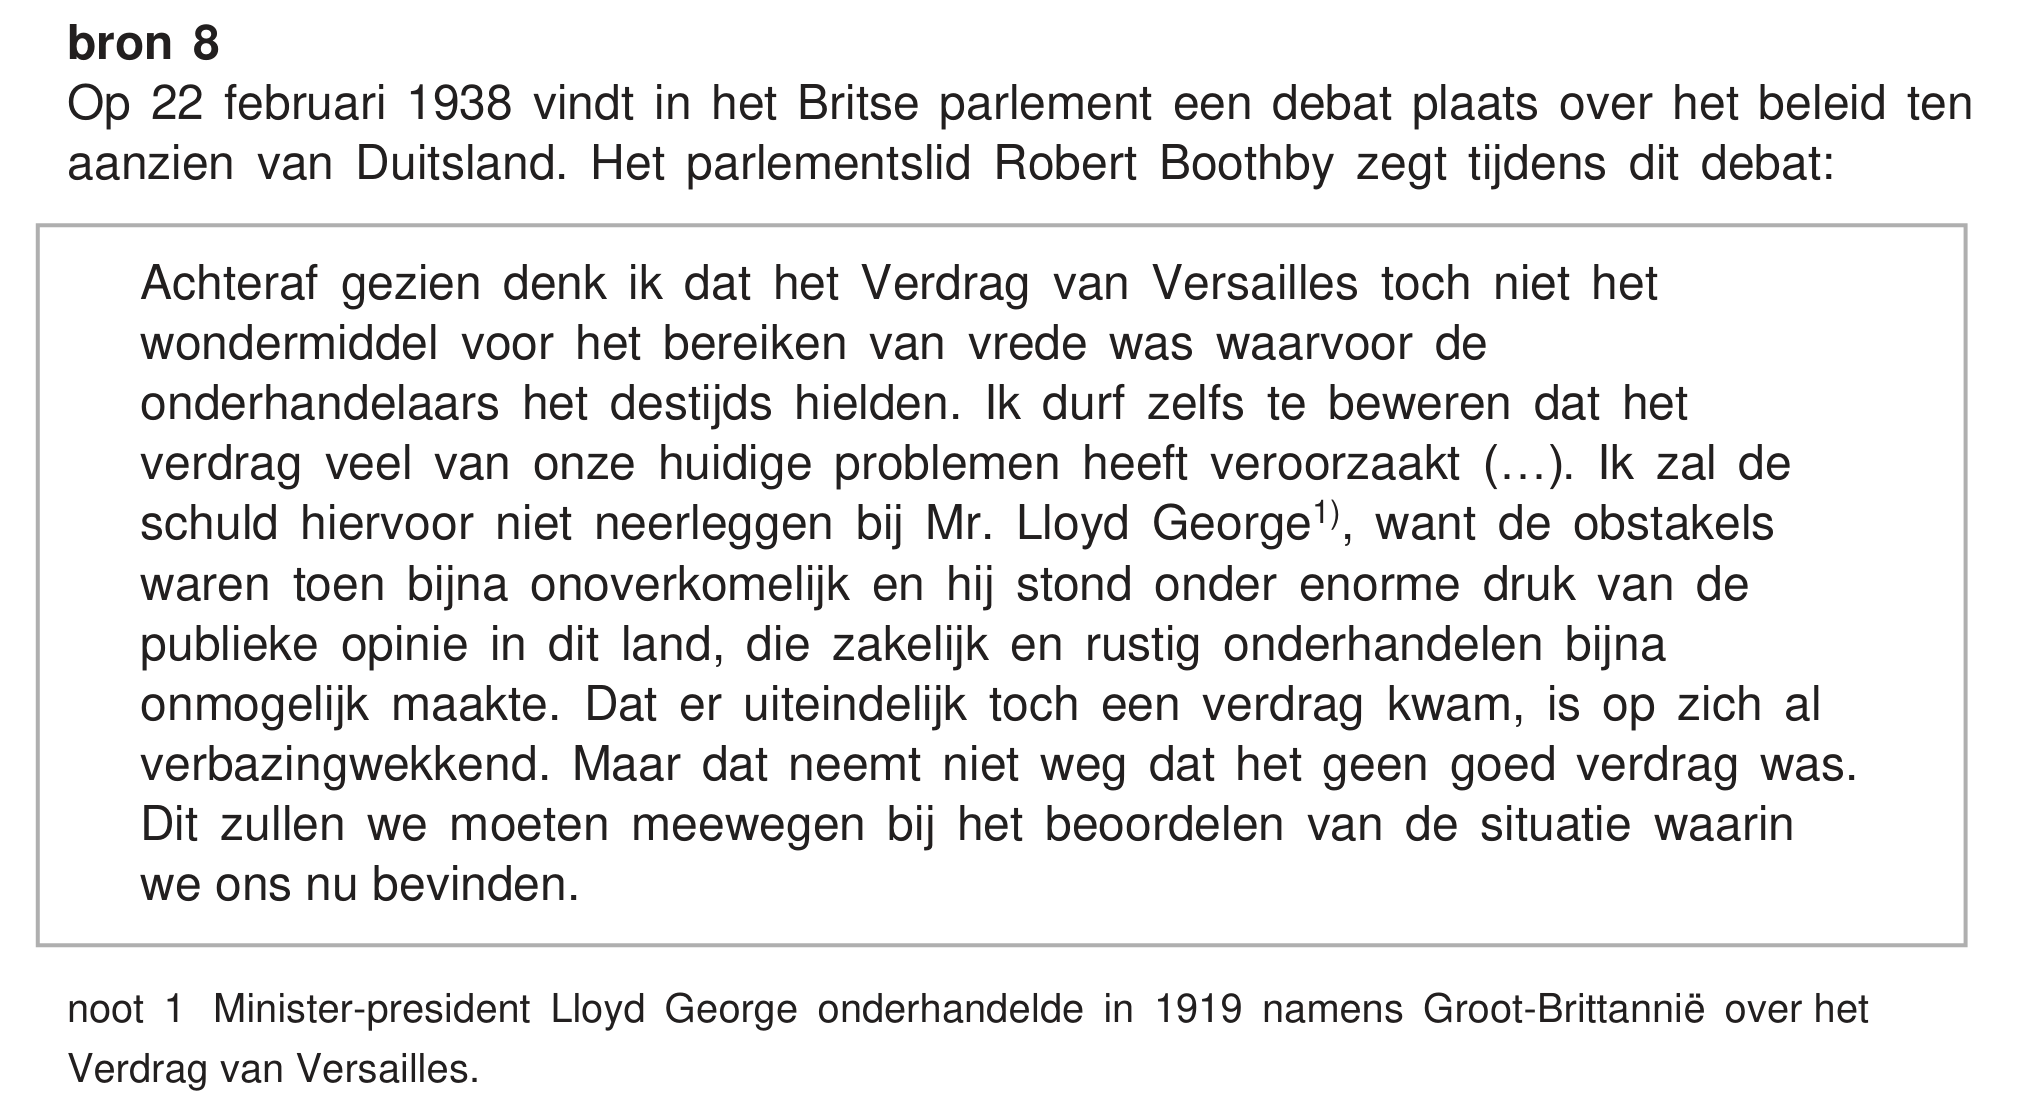 bron 8
Op 22 februari 1938 vindt in het Britse parlement een debat plaats over het beleid ten
aanzien van Duitsland. Het parlementslid Robert Boothby zegt tijdens dit debat:
Achteraf gezien denk ik dat het Verdrag van Versailles toch niet het
wondermiddel voor het bereiken van vrede was waarvoor de
onderhandelaars het destijds hielden. Ik durf zelfs te beweren dat het
verdrag veel van onze huidige problemen heeft veroorzaakt (…). Ik zal de
schuld hiervoor niet neerleggen bij Mr. Lloyd George¹⁾, want de obstakels
waren toen bijna onoverkomelijk en hij stond onder enorme druk van de
publieke opinie in dit land, die zakelijk en rustig onderhandelen bijna
onmogelijk maakte. Dat er uiteindelijk toch een verdrag kwam, is op zich al
verbazingwekkend. Maar dat neemt niet weg dat het geen goed verdrag was.
Dit zullen we moeten meewegen bij het beoordelen van de situatie waarin
we ons nu bevinden.
noot 1 Minister-president Lloyd George onderhandelde in 1919 namens Groot-Brittannië over het
Verdrag van Versailles.